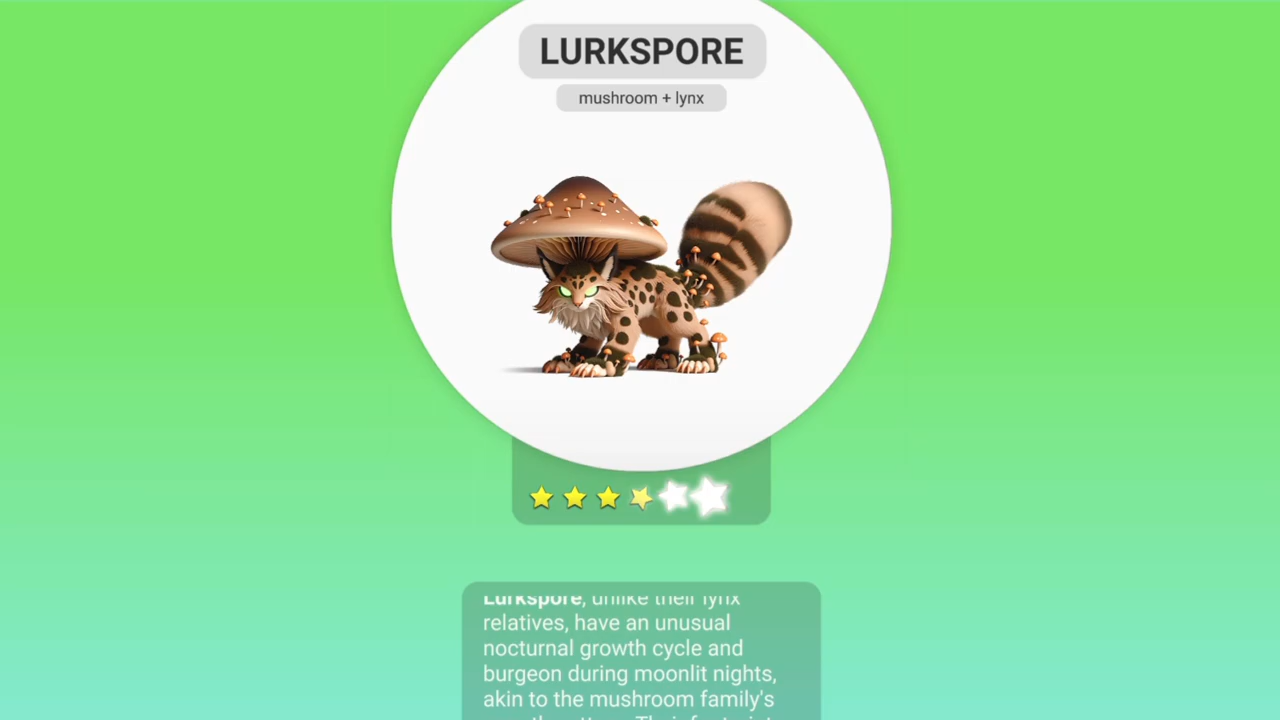 LURKSPORE
mushroom + lynx
Lurkspore, unlike their lynx
relatives, have an unusual
nocturnal growth cycle and
burgeon during moonlit nights,
akin to the mushroom family's